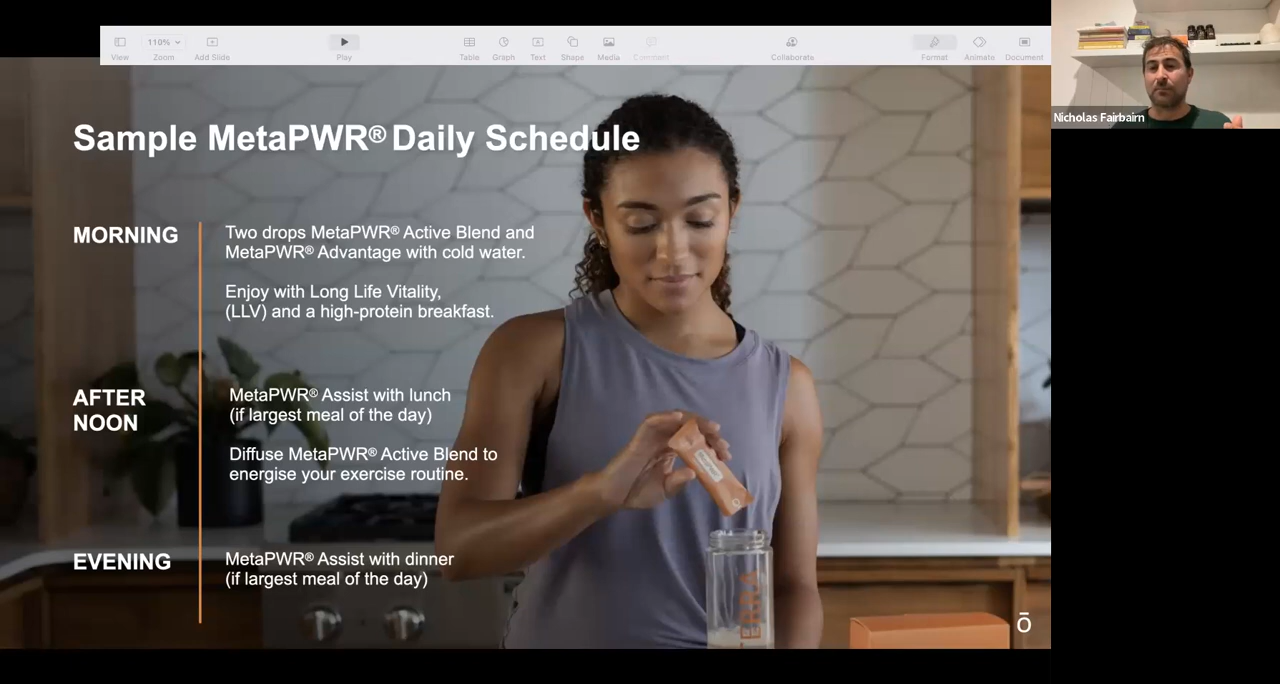 View
110%
Zoom
Add Slide
Play
Table
Graph
Text
Shape
Media
Comment
Collaborate
Format
Animate
Document
Nicholas Fairbairn
Sample MetaPWR® Daily Schedule
MORNING
Two drops MetaPWR® Active Blend and
MetaPWR® Advantage with cold water.
Enjoy with Long Life Vitality,
(LLV) and a high-protein breakfast.
AFTER
NOON
MetaPWR® Assist with lunch
(if largest meal of the day)
Diffuse MetaPWR® Active Blend to
energise your exercise routine.
EVENING
MetaPWR® Assist with dinner
(if largest meal of the day)
ō